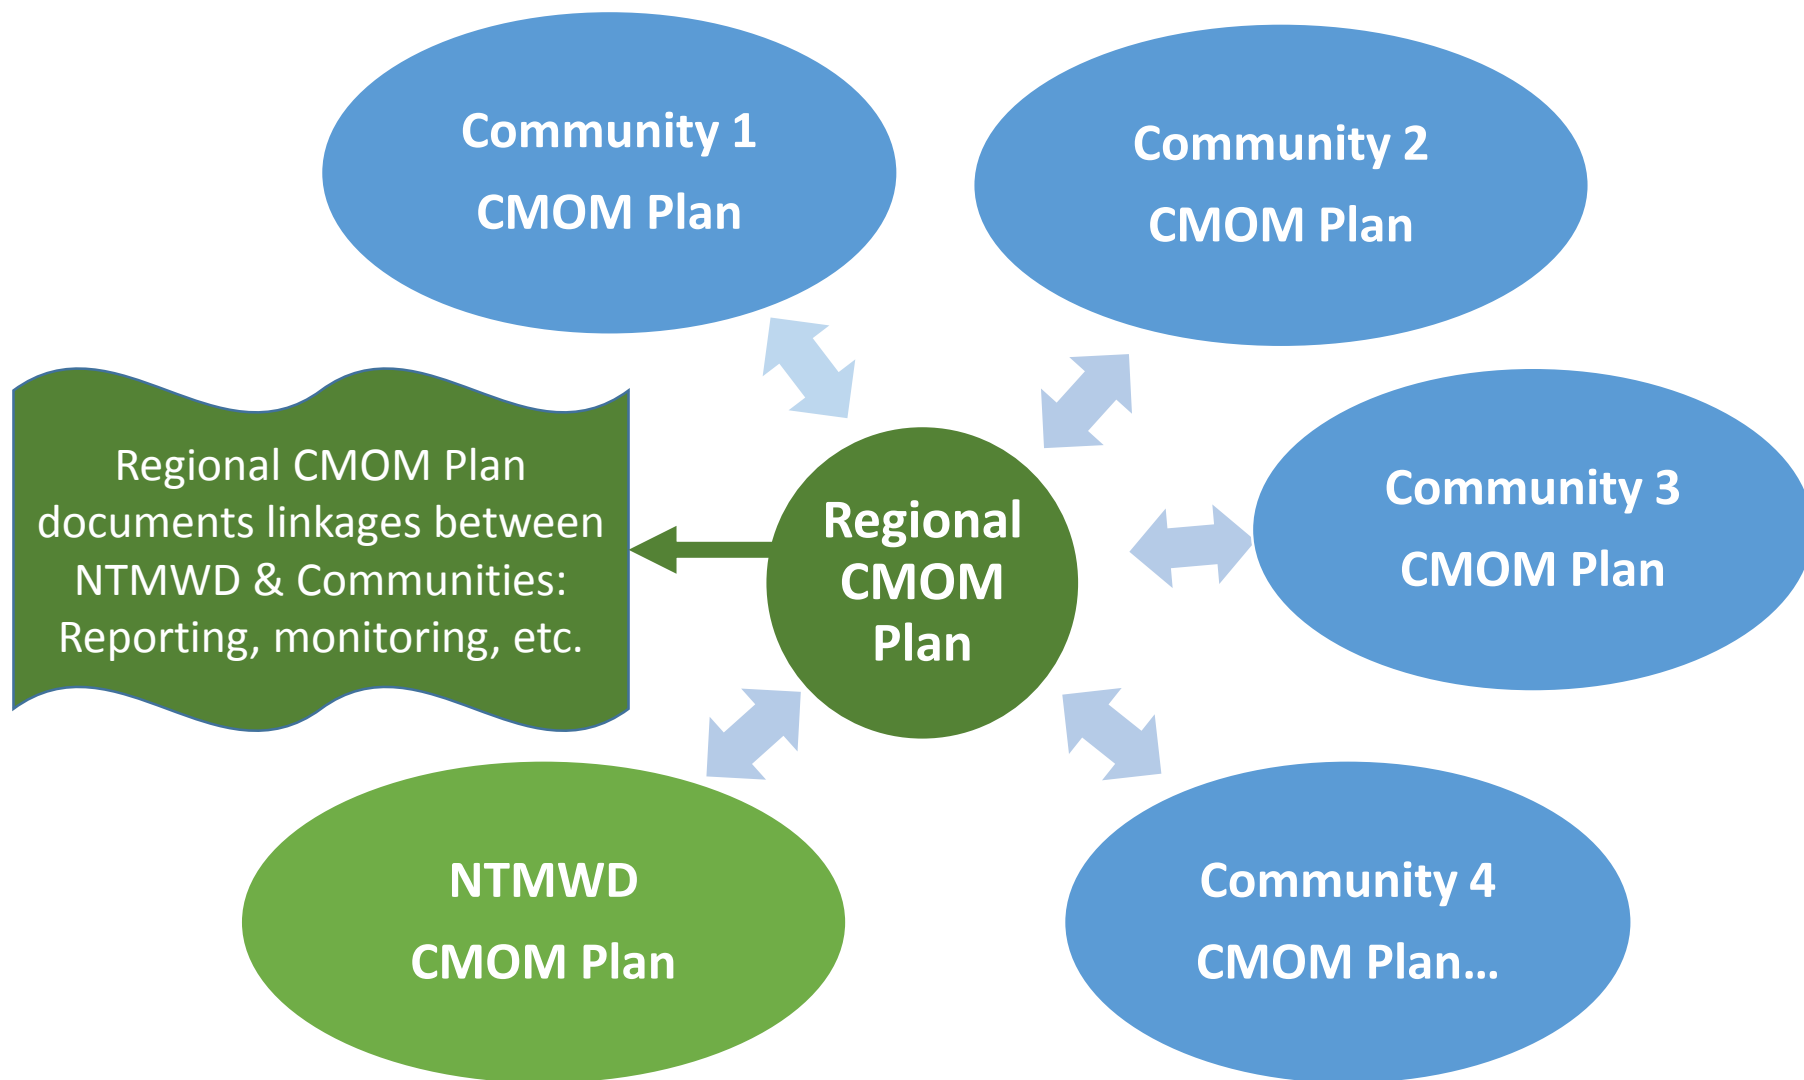 Community 1
CMOM Plan
Community 2
CMOM Plan
Community 3
CMOM Plan
Regional CMOM Plan
documents linkages between
NTMWD & Communities:
Reporting, monitoring, etc.
Regional
CMOM
Plan
NTMWD
CMOM Plan
Community 4
CMOM Plan...